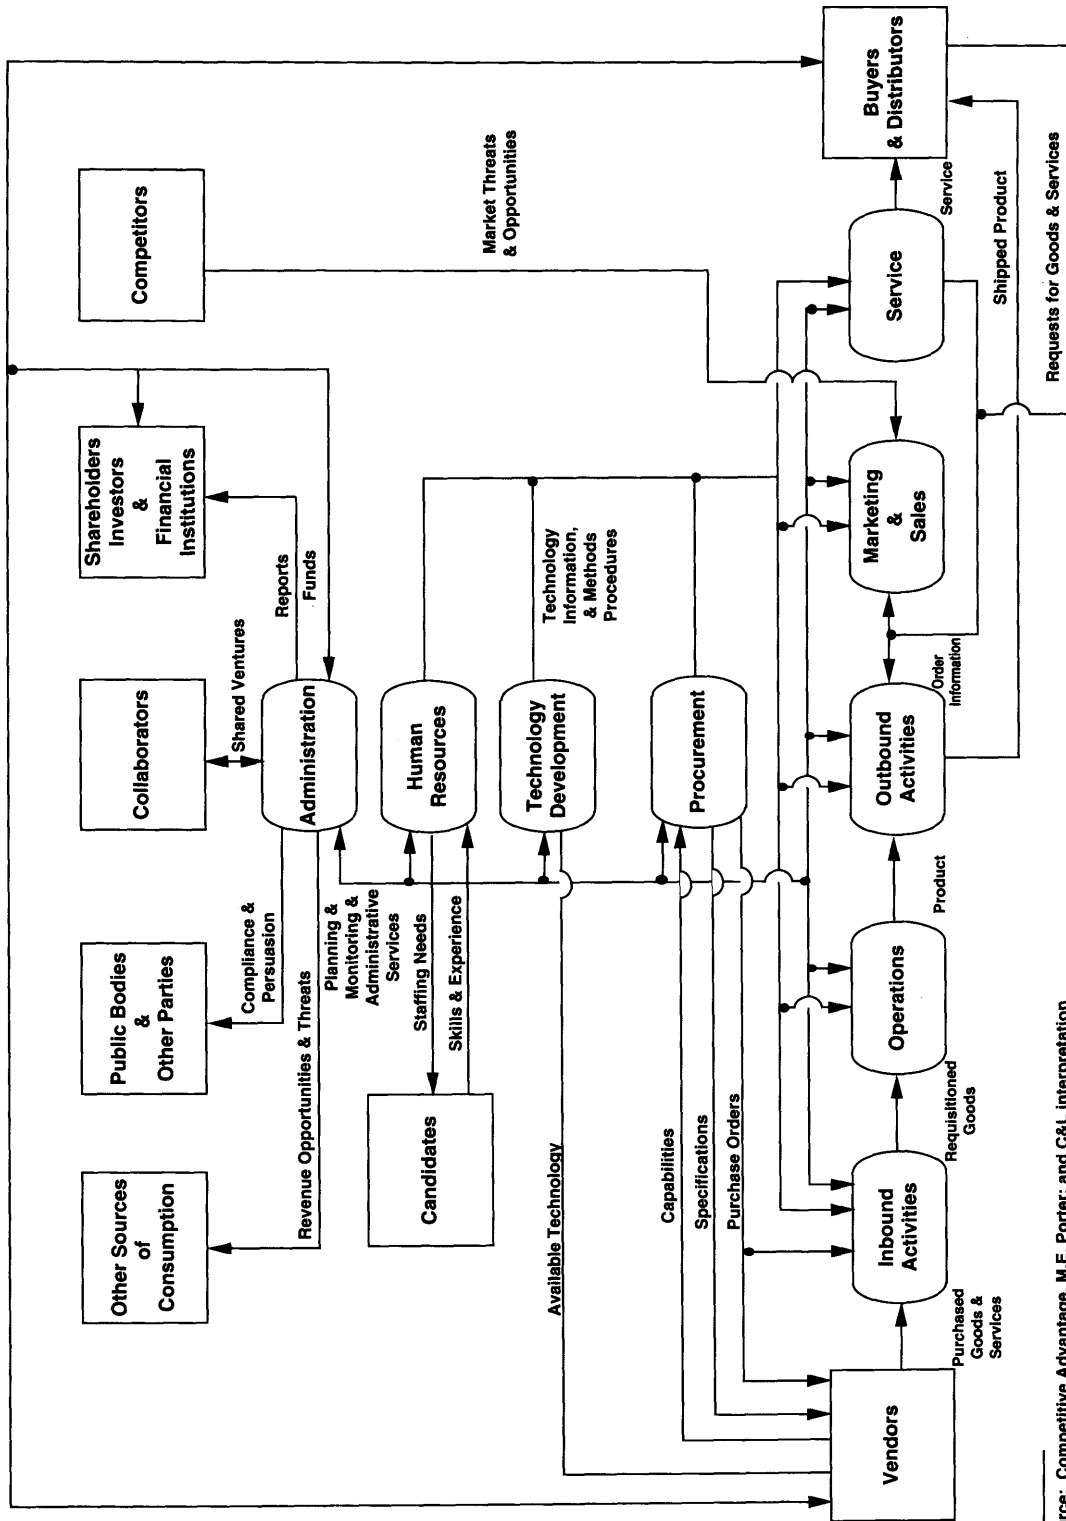 Other Sources
of
Consumption
Public Bodies
&
Other Parties
Collaborators
Shareholders
Investors
&
Financial
Institutions
Competitors
Compliance &
Persuasion
Revenue Opportunities & Threats
Shared Ventures
Reports
Funds
Administration
Planning &
Monitoring &
Administrative
Services
Market Threats
& Opportunities
Candidates
Staffing Needs
Skills & Experience
Human
Resources
Available Technology
Technology
Development
Technology
Information,
& Methods
Procedures
Capabilities
Specifications
Purchase Orders
Procurement
Vendors
Purchased
Goods &
Services
Inbound
Activities
Requisitioned
Goods
Operations
Product
Outbound
Activities
Order
Information
Marketing
&
Sales
Service
Service
Buyers
& Distributors
Shipped Product
Requests for Goods & Services
rce: Competitive Advantage, M.E. Porter; and C&L interpretation